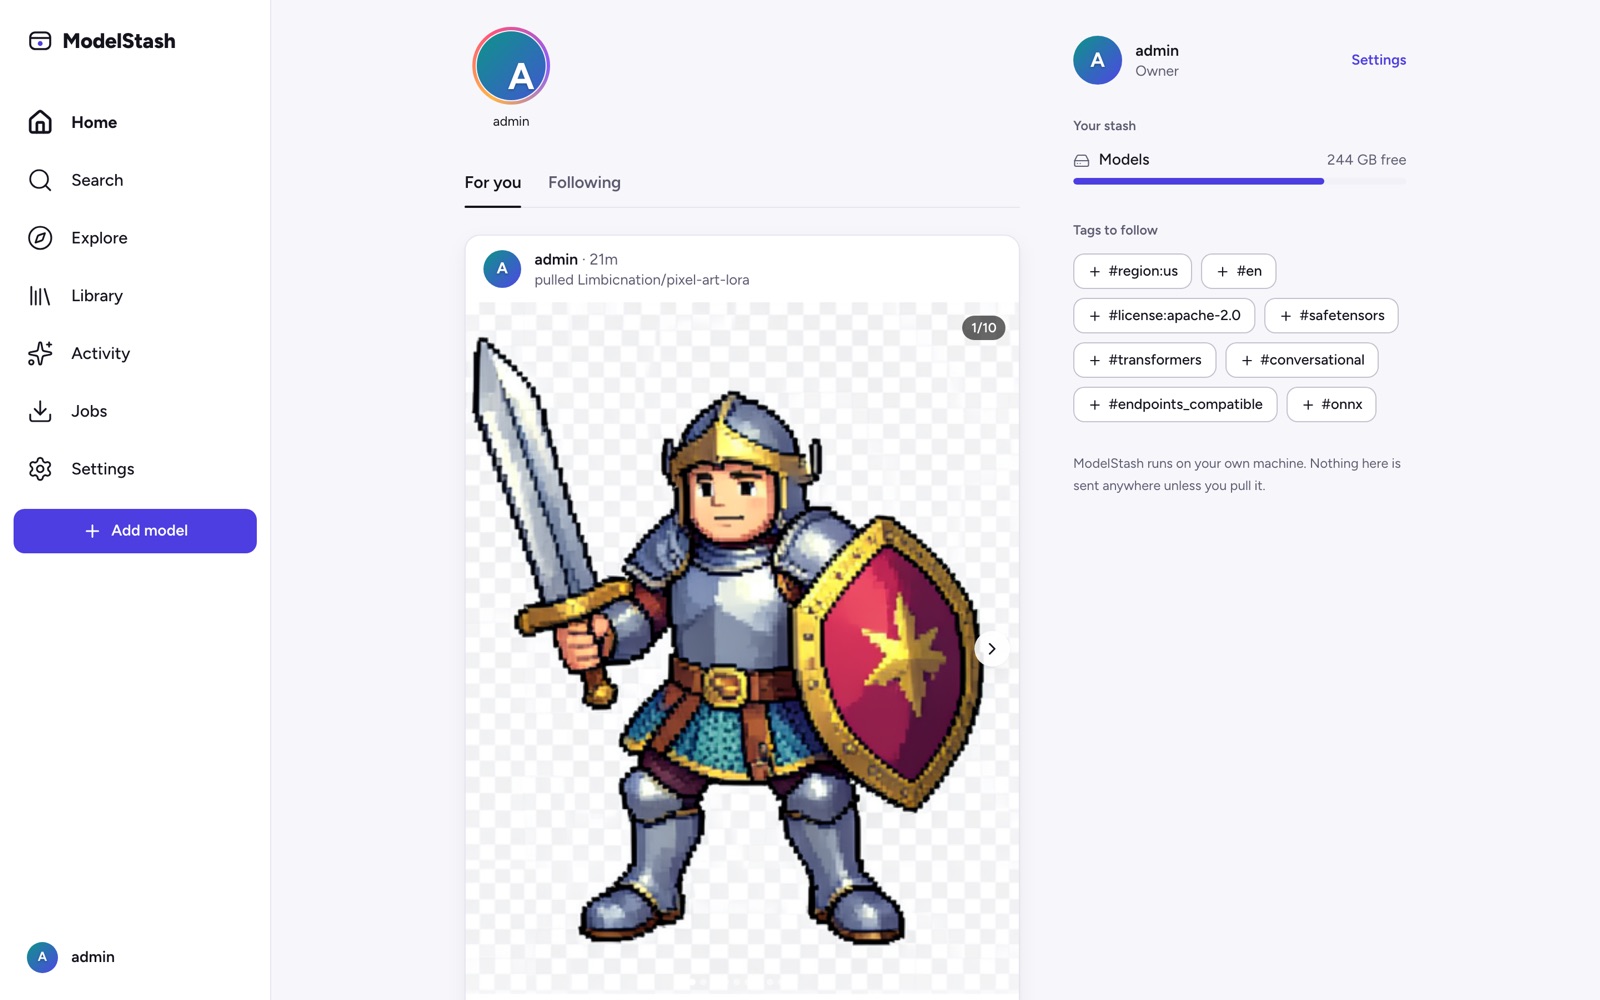 ModelStash
Home
Search
Explore
Library
Activity
Jobs
Settings
Add model
A
admin
A
admin
For you
Following
A
admin · 21m
pulled Limbicnation/pixel-art-lora
1/10
A
admin
Owner
Settings
Your stash
Models
244 GB free
Tags to follow
#region:us
#en
#license:apache-2.0
#safetensors
#transformers
#conversational
#endpoints_compatible
#onnx
ModelStash runs on your own machine. Nothing here is
sent anywhere unless you pull it.